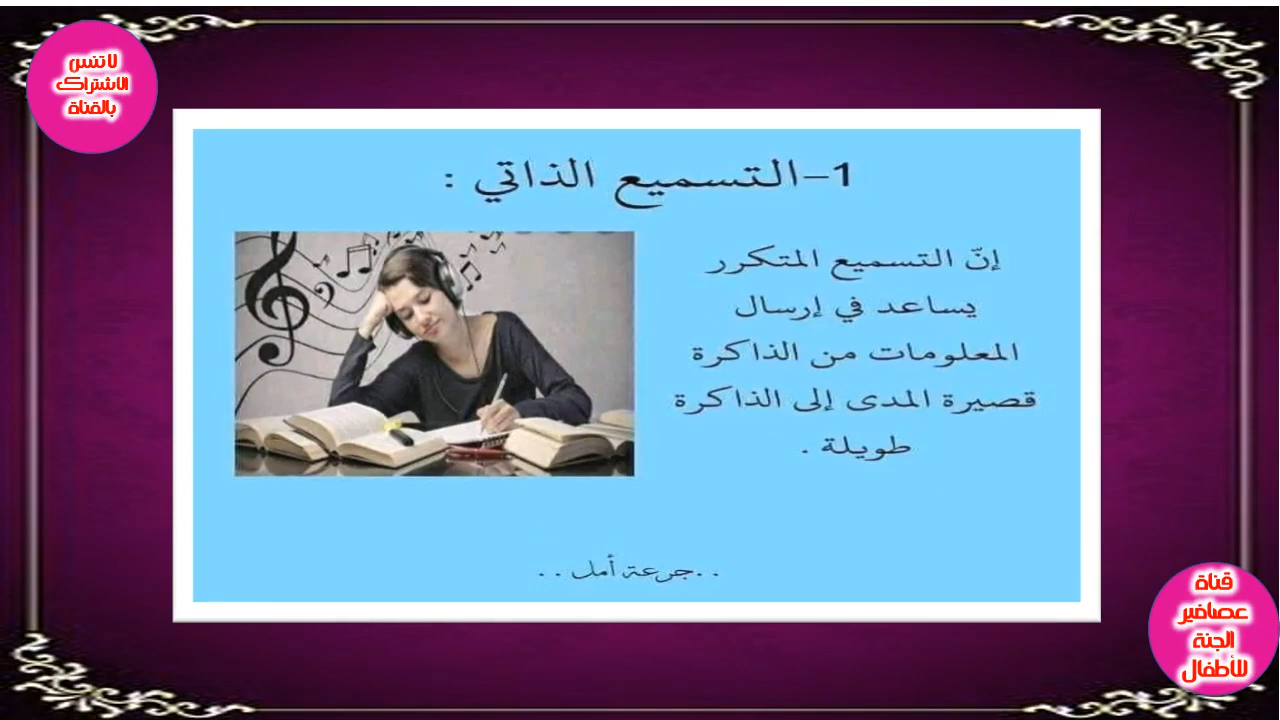 لا تنس
الاشتراك
بالقناة
1-التسميع الذاتي :
إنّ التسميع المتكرر
يساعد في إرسال
المعلومات من الذاكرة
قصيرة المدى إلى الذاكرة
طويلة .
..جرعة أمل ..
قناة
عصافير
الجنة
للأطفال